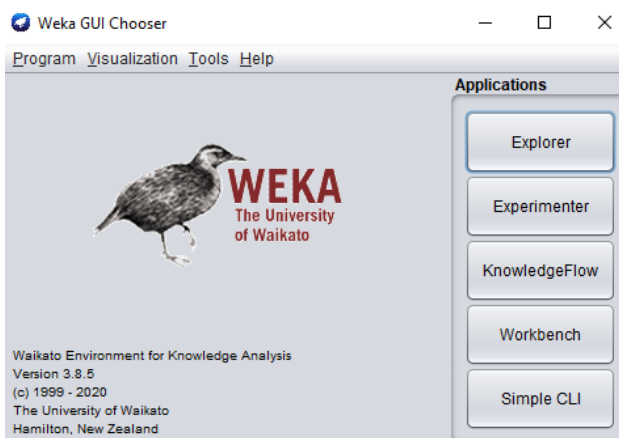 Weka GUI Chooser
Program Visualization Tools Help
Applications
Explorer
Experimenter
KnowledgeFlow
Workbench
Simple CLI
WEKA
The University
of Waikato
Waikato Environment for Knowledge Analysis
Version 3.8.5
(c) 1999 - 2020
The University of Waikato
Hamilton, New Zealand